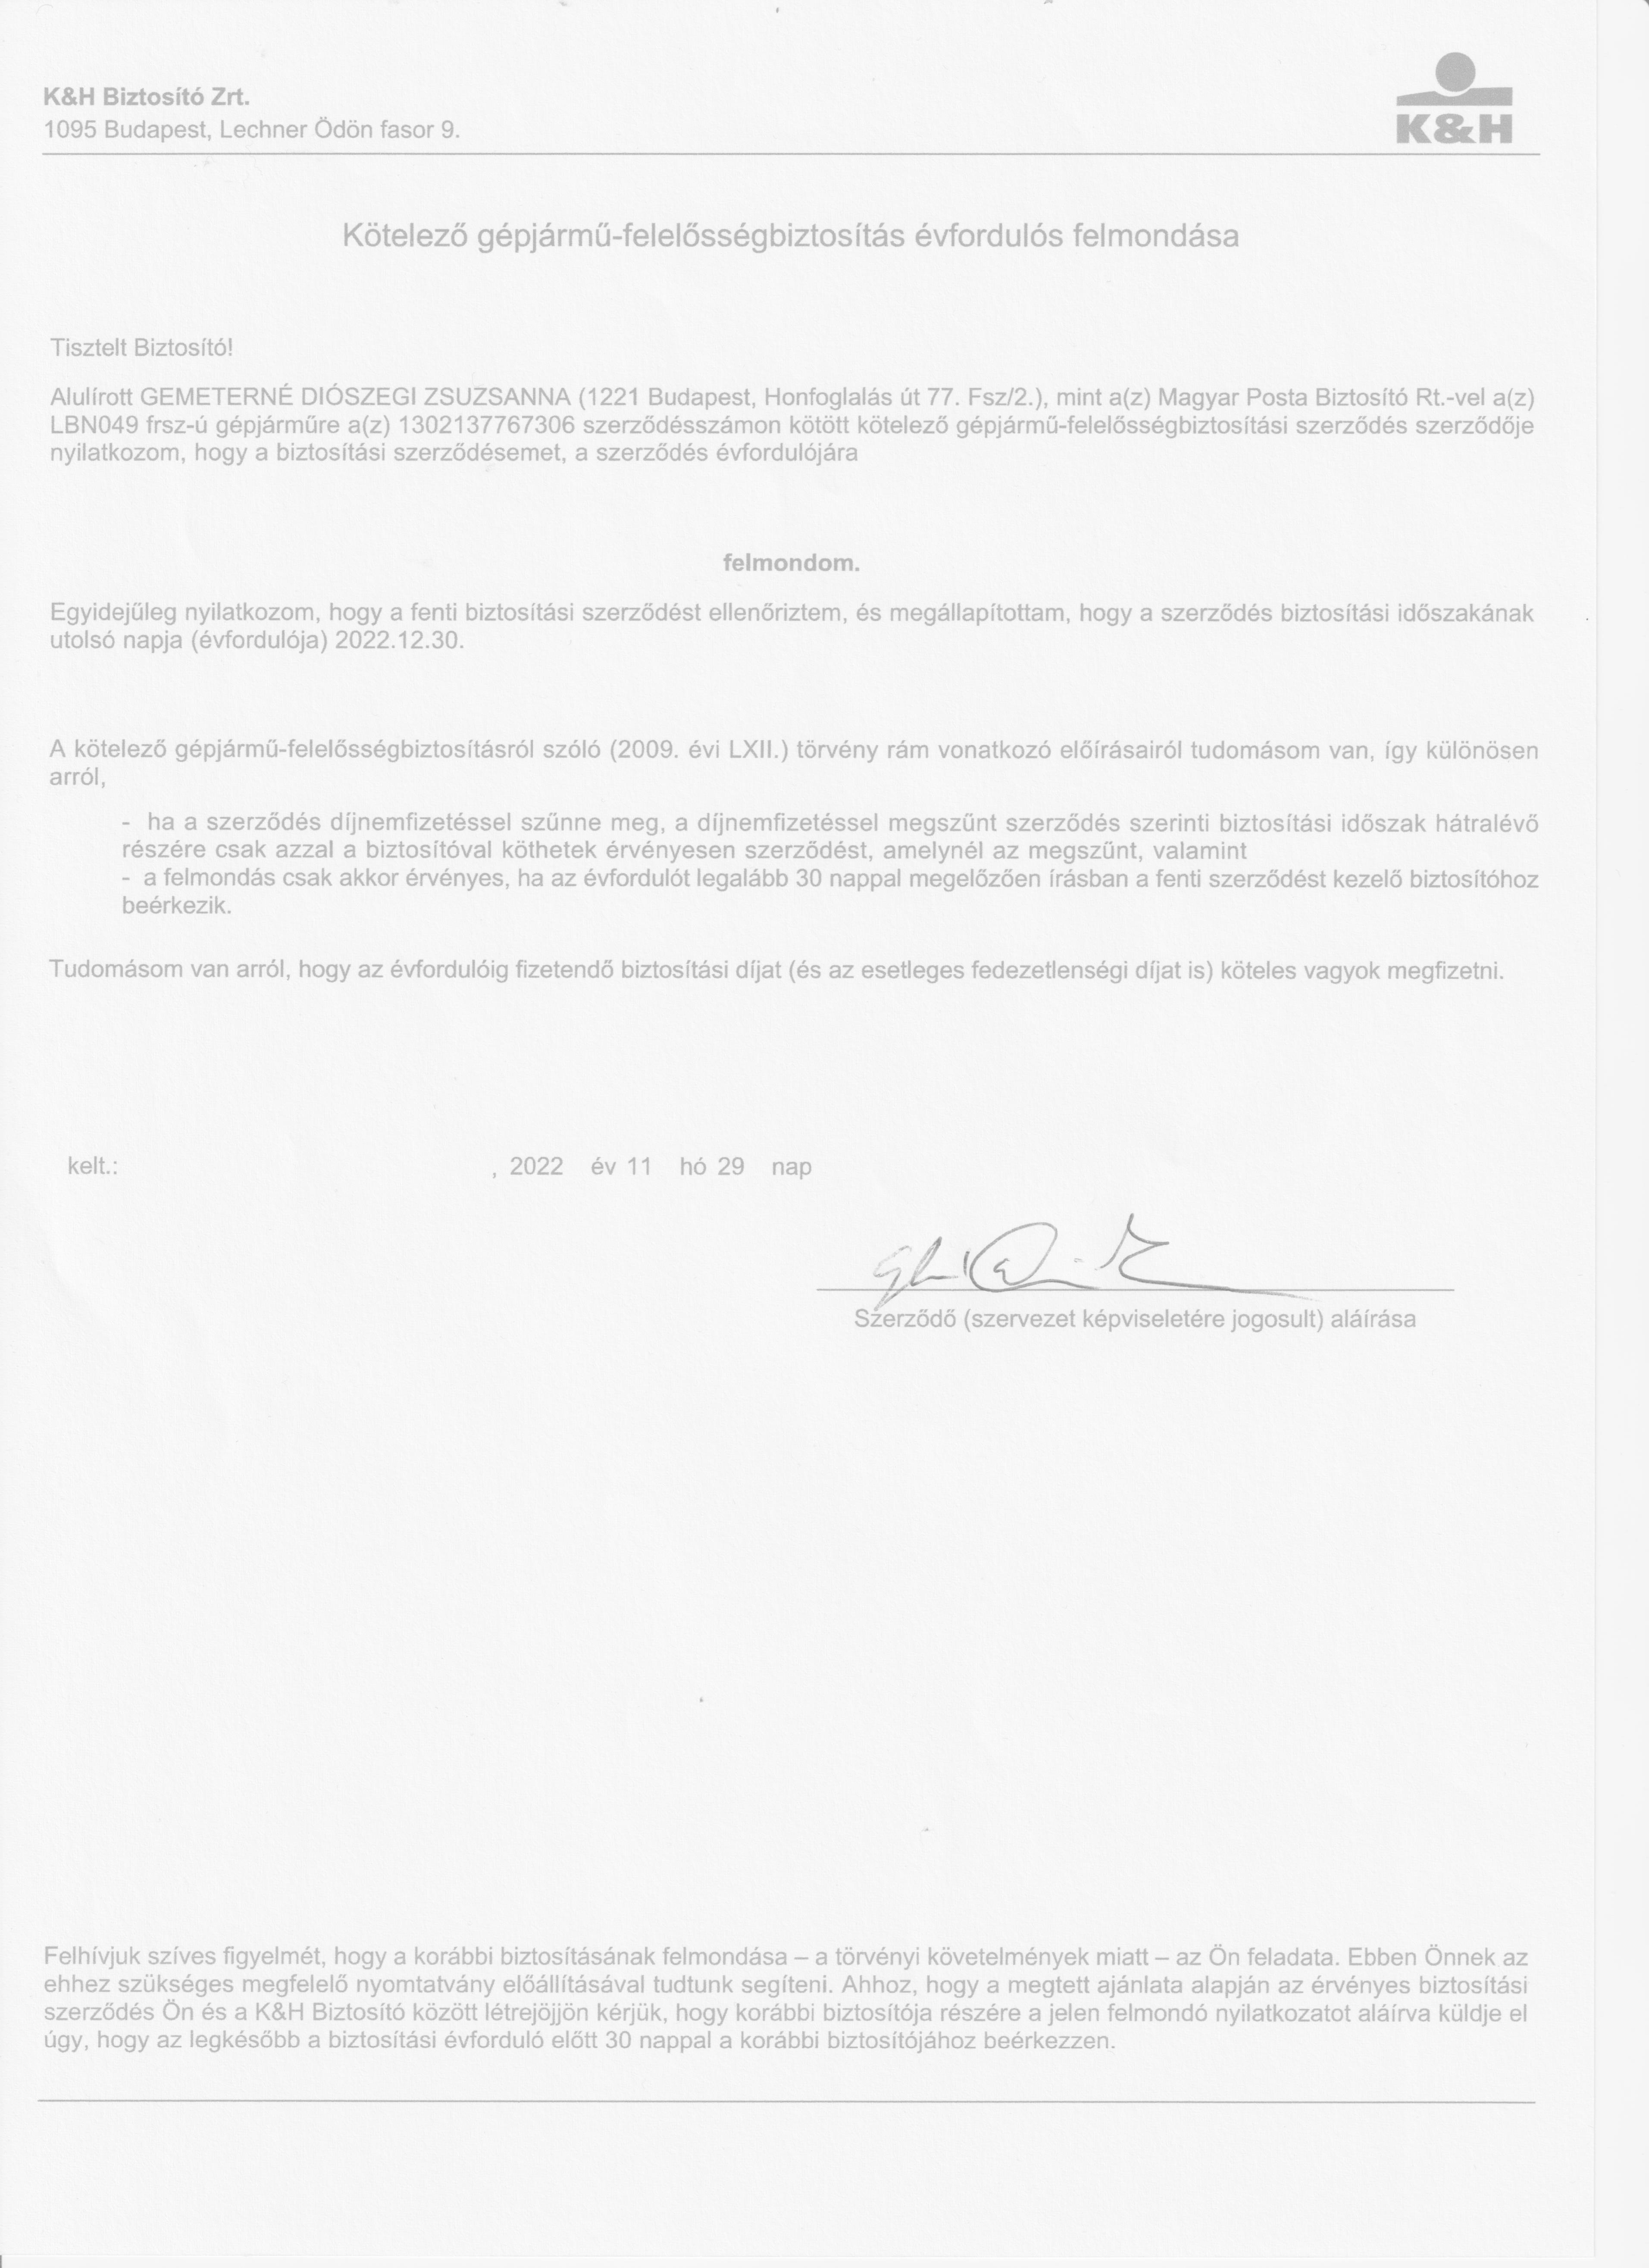 K&H Biztosító Zrt.
1095 Budapest, Lechner Ödön fasor 9.
K&H
Kötelező gépjármű-felelősségbiztosítás évfordulós felmondása
Tisztelt Biztosító!
Alulírott GEMETERNÉ DIÓSZEGI ZSUZSANNA (1221 Budapest, Honfoglalás út 77. Fsz/2.), mint a(z) Magyar Posta Biztosító Rt.-vel a(z)
LBN049 frsz-ú gépjárműre a(z) 1302137767306 szerződésszámon kötött kötelező gépjármű-felelősségbiztosítási szerződés szerződője
nyilatkozom, hogy a biztosítási szerződésemet, a szerződés évfordulójára
felmondom.
Egyidejűleg nyilatkozom, hogy a fenti biztosítási szerződést ellenőriztem, és megállapítottam, hogy a szerződés biztosítási időszakának
utolsó napja (évfordulója) 2022.12.30.
A kötelező gépjármű-felelősségbiztosításról szóló (2009. évi LXII.) törvény rám vonatkozó előírásairól tudomásom van, így különösen
arról,
- ha a szerződés díjnemfizetéssel szűnne meg, a díjnemfizetéssel megszűnt szerződés szerinti biztosítási időszak hátralévő
részére csak azzal a biztosítóval köthetek érvényesen szerződést, amelynél az megszűnt, valamint
- a felmondás csak akkor érvényes, ha az évfordulót legalább 30 nappal megelőzően írásban a fenti szerződést kezelő biztosítóhoz
beérkezik.
Tudomásom van arról, hogy az évfordulóig fizetendő biztosítási díjat (és az esetleges fedezetlenségi díjat is) köteles vagyok megfizetni.
kelt.: , 2022 év 11 hó 29 nap
Szerződő (szervezet képviseletére jogosult) aláírása
Felhívjuk szíves figyelmét, hogy a korábbi biztosításának felmondása – a törvényi követelmények miatt – az Ön feladata. Ebben Önnek az
ehhez szükséges megfelelő nyomtatvány előállításával tudtunk segíteni. Ahhoz, hogy a megtett ajánlata alapján az érvényes biztosítási
szerződés Ön és a K&H Biztosító között létrejöjjön kérjük, hogy korábbi biztosítója részére a jelen felmondó nyilatkozatot aláírva küldje el
úgy, hogy az legkésőbb a biztosítási évforduló előtt 30 nappal a korábbi biztosítójához beérkezzen.